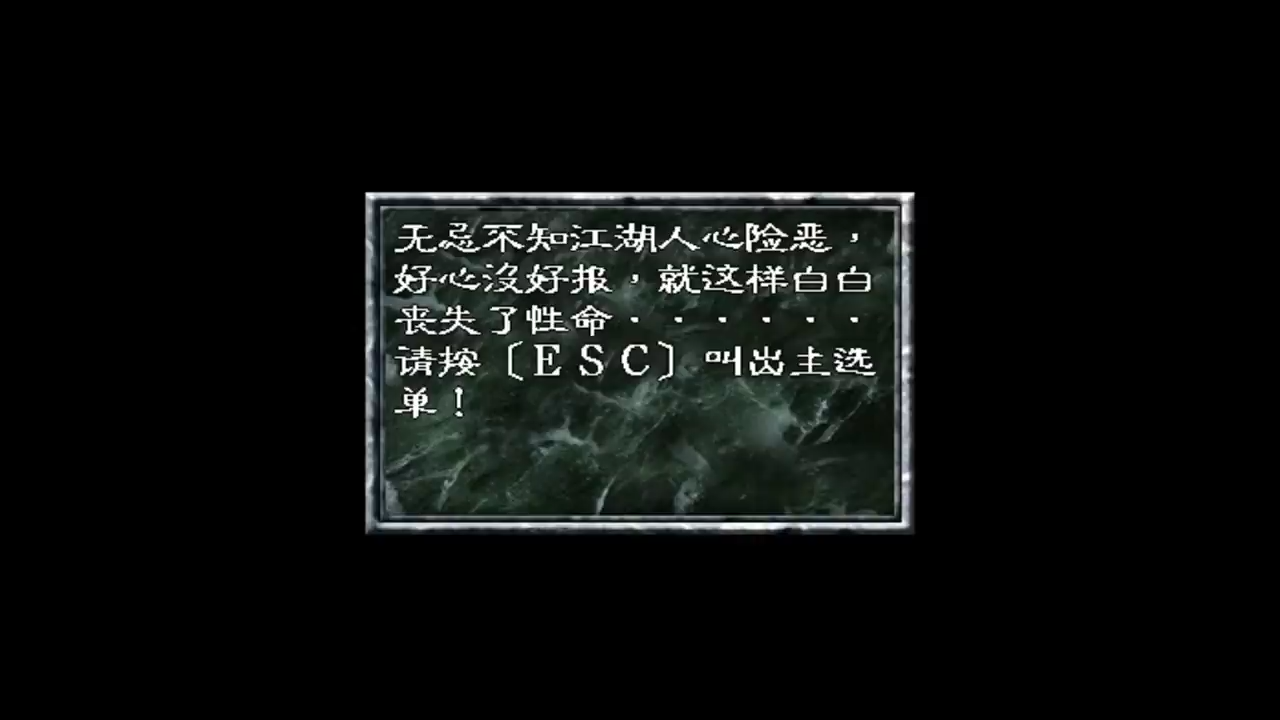 无忌不知江湖人心险恶，
好心没好报，就这样白白
丧失了性命．．．．．．
请按〔ＥＳＣ〕叫出主选
单！